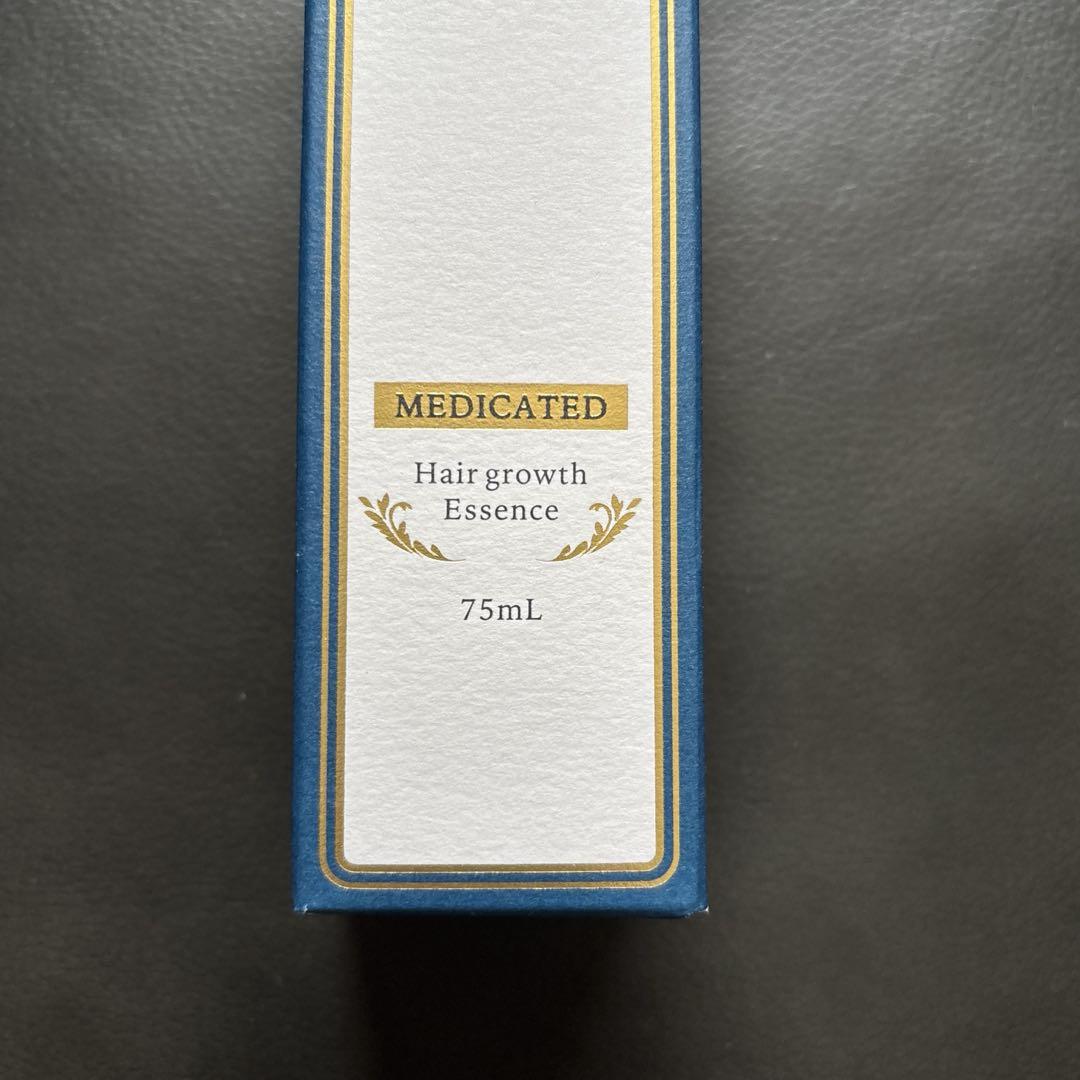 MEDICATED
Hair growth
Essence
75mL